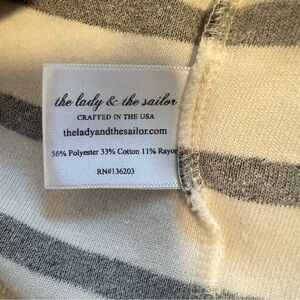 the lady & the sailor
CRAFTED IN THE USA
theladyandthesailor.com
56% Polyester 33% Cotton 11% Rayon
RN#136203